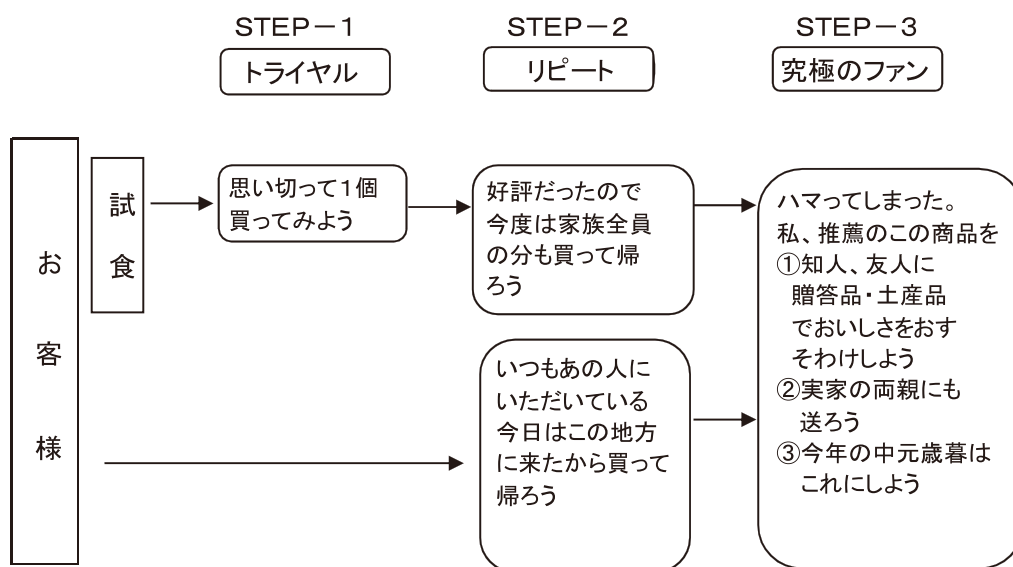 STEP－1
トライヤル
STEP－2
リピート
STEP－3
究極のファン
お客様
試食
思い切って１個
買ってみよう
好評だったので
今度は家族全員
の分も買って帰
ろう
いつもあの人に
いただいている
今日はこの地方
に来たから買って
帰ろう
ハマってしまった。
私、推薦のこの商品を
①知人、友人に
贈答品・土産品
でおいしさをおす
そわけしよう
②実家の両親にも
送ろう
③今年の中元歳暮は
これにしよう